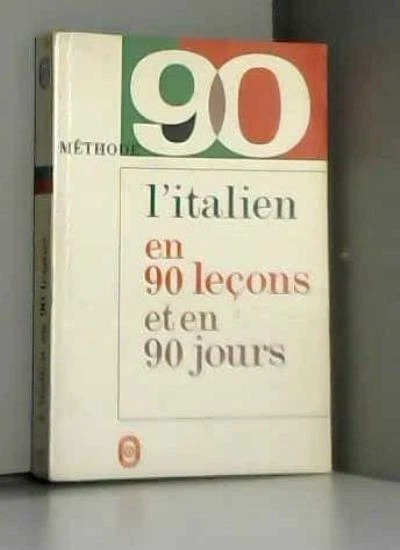 90
MÉTHODE
l'italien
en
90 leçons
et en
90 jours